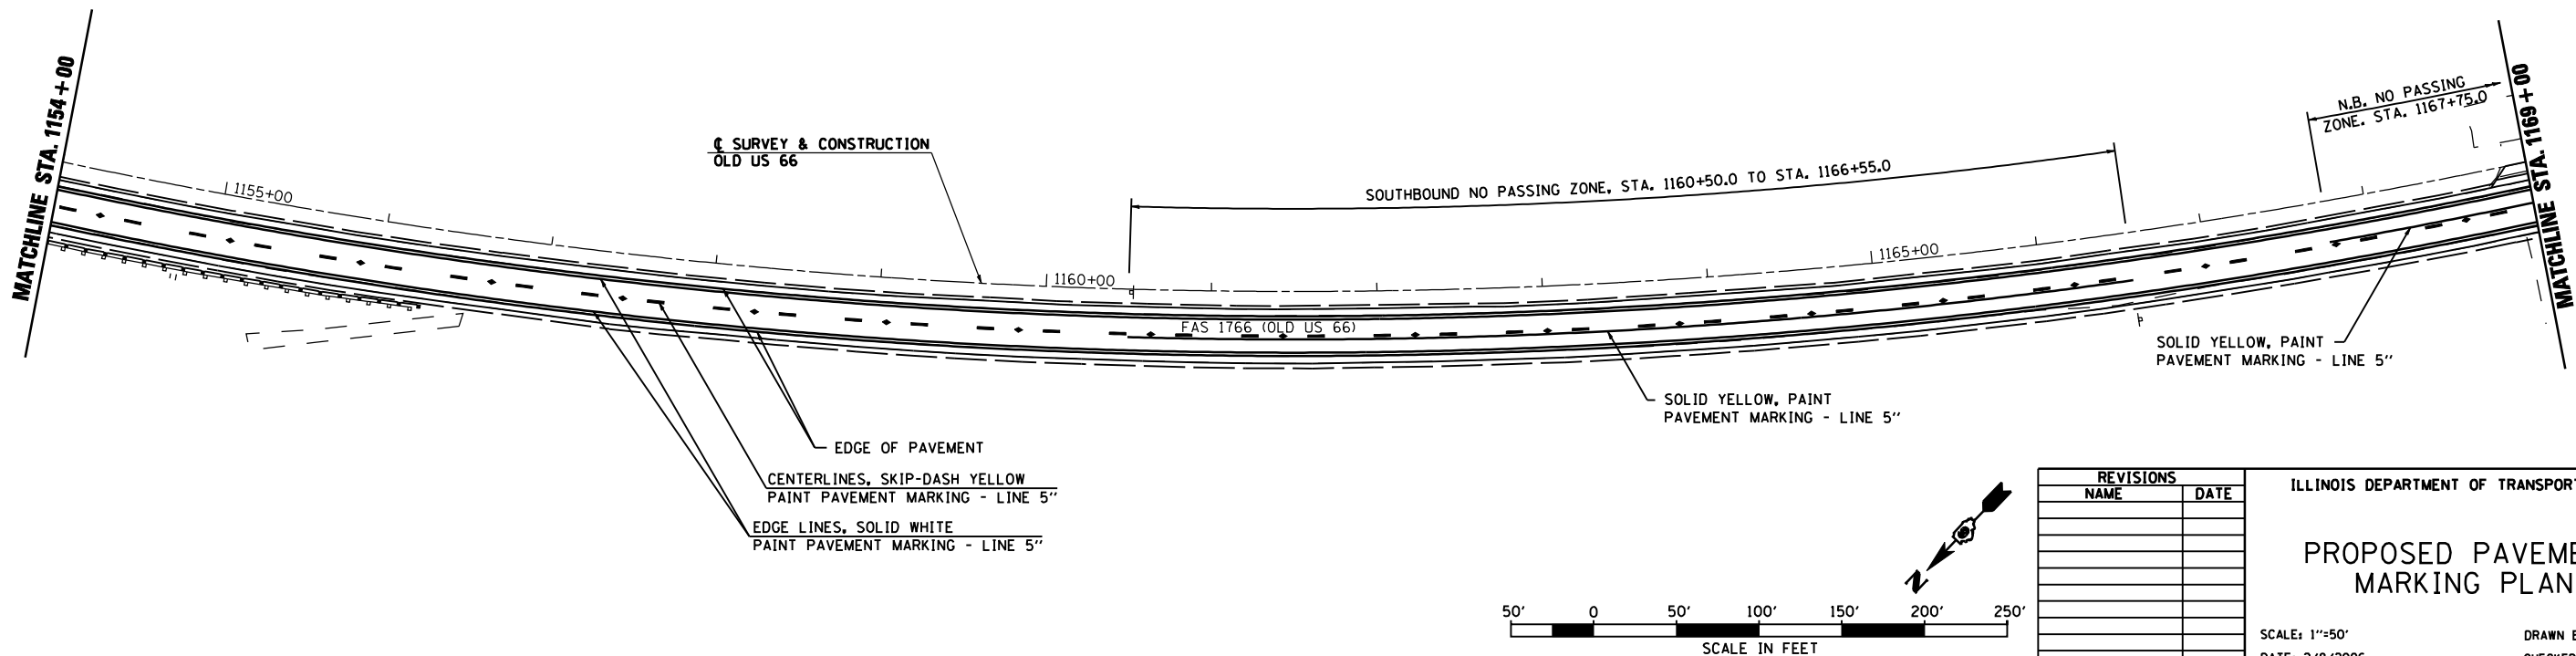 MATCHLINE STA. 1154+00
1155+00
℄ SURVEY & CONSTRUCTION
OLD US 66
1160+00
SOUTHBOUND NO PASSING ZONE, STA. 1160+50.0 TO STA. 1166+55.0
1165+00
N.B. NO PASSING
ZONE. STA. 1167+75.0
MATCHLINE STA. 1169+00
FAS 1766 (OLD US 66)
SOLID YELLOW, PAINT
PAVEMENT MARKING - LINE 5"
SOLID YELLOW, PAINT
PAVEMENT MARKING - LINE 5"
EDGE OF PAVEMENT
CENTERLINES, SKIP-DASH YELLOW
PAINT PAVEMENT MARKING - LINE 5"
EDGE LINES, SOLID WHITE
PAINT PAVEMENT MARKING - LINE 5"
N
50' 0 50' 100' 150' 200' 250'
SCALE IN FEET
REVISIONS
NAME DATE
ILLINOIS DEPARTMENT OF TRANSPORT
PROPOSED PAVEME
MARKING PLAN
SCALE: 1"=50'
DRAWN B